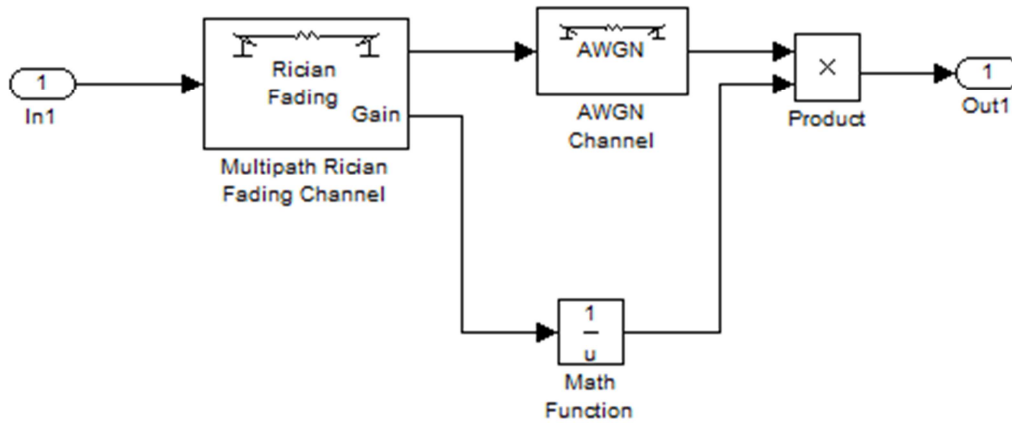 1
In1
Rician
Fading
Gain
Multipath Rician
Fading Channel
AWGN
AWGN
Channel
×
Product
1
Out1
1
u
Math
Function